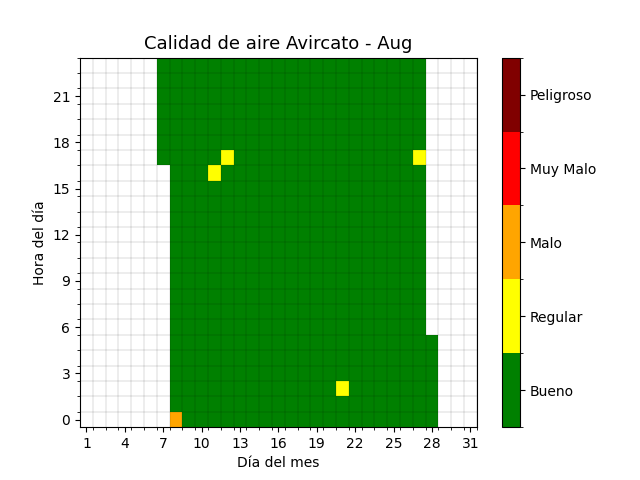 Calidad de aire Avircato - Aug
21
18
15
12
9
6
3
0
Hora del día
1 4 7 10 13 16 19 22 25 28 31
Día del mes
Peligroso
Muy Malo
Malo
Regular
Bueno